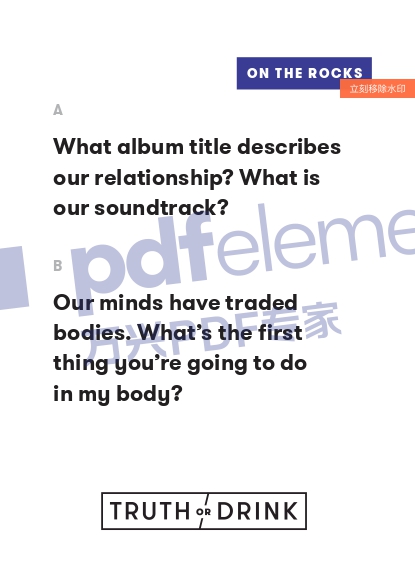 ON THE ROCKS
立刻移除水印
A
What album title describes
our relationship? What is
our soundtrack?
pdfeleme
B
Our minds have traded
bodies. What's the first
万兴PDF专家
thing you're going to do
in my body?
TRUTH OR DRINK